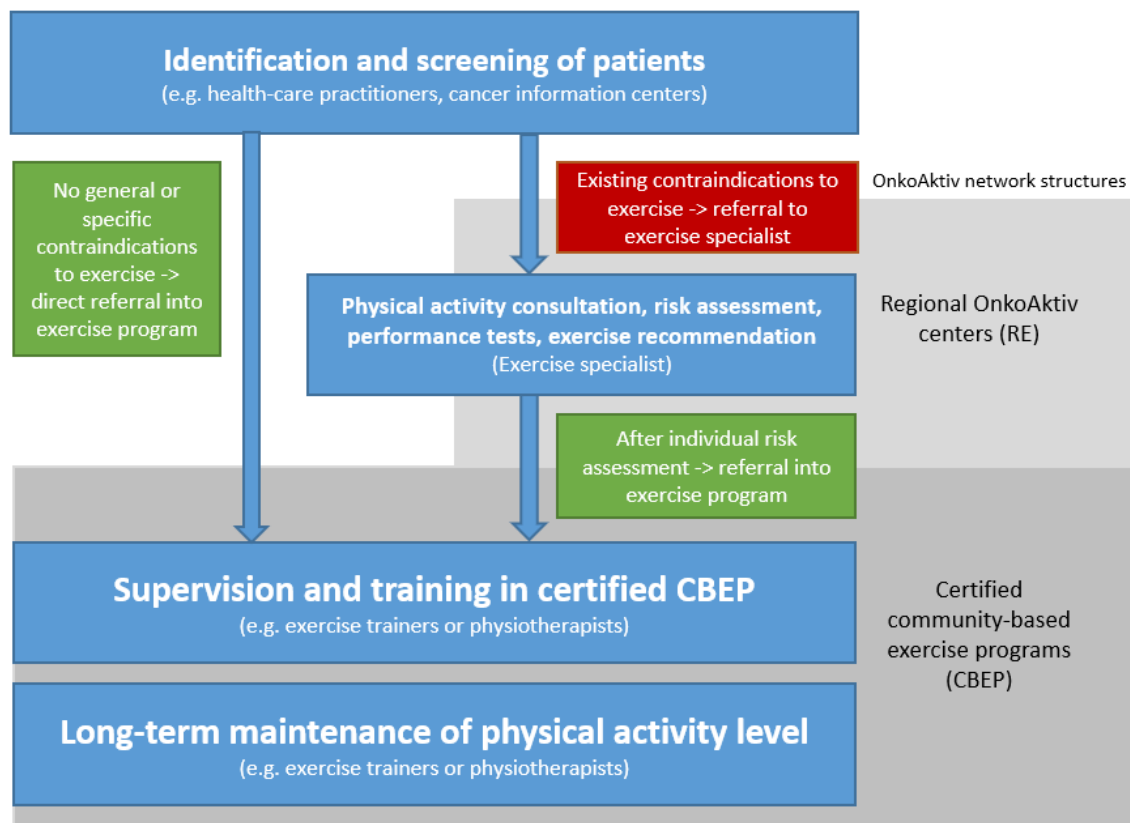 Identification and screening of patients
(e.g. health-care practitioners, cancer information centers)
No general or
specific
contraindications
to exercise ->
direct referral into
exercise program
Existing contraindications to
exercise -> referral to
exercise specialist
OnkoAktiv network structures
Physical activity consultation, risk assessment,
performance tests, exercise recommendation
(Exercise specialist)
Regional OnkoAktiv
centers (RE)
After individual risk
assessment -> referral into
exercise program
Supervision and training in certified CBEP
(e.g. exercise trainers or physiotherapists)
Certified
community-based
exercise programs
(CBEP)
Long-term maintenance of physical activity level
(e.g. exercise trainers or physiotherapists)